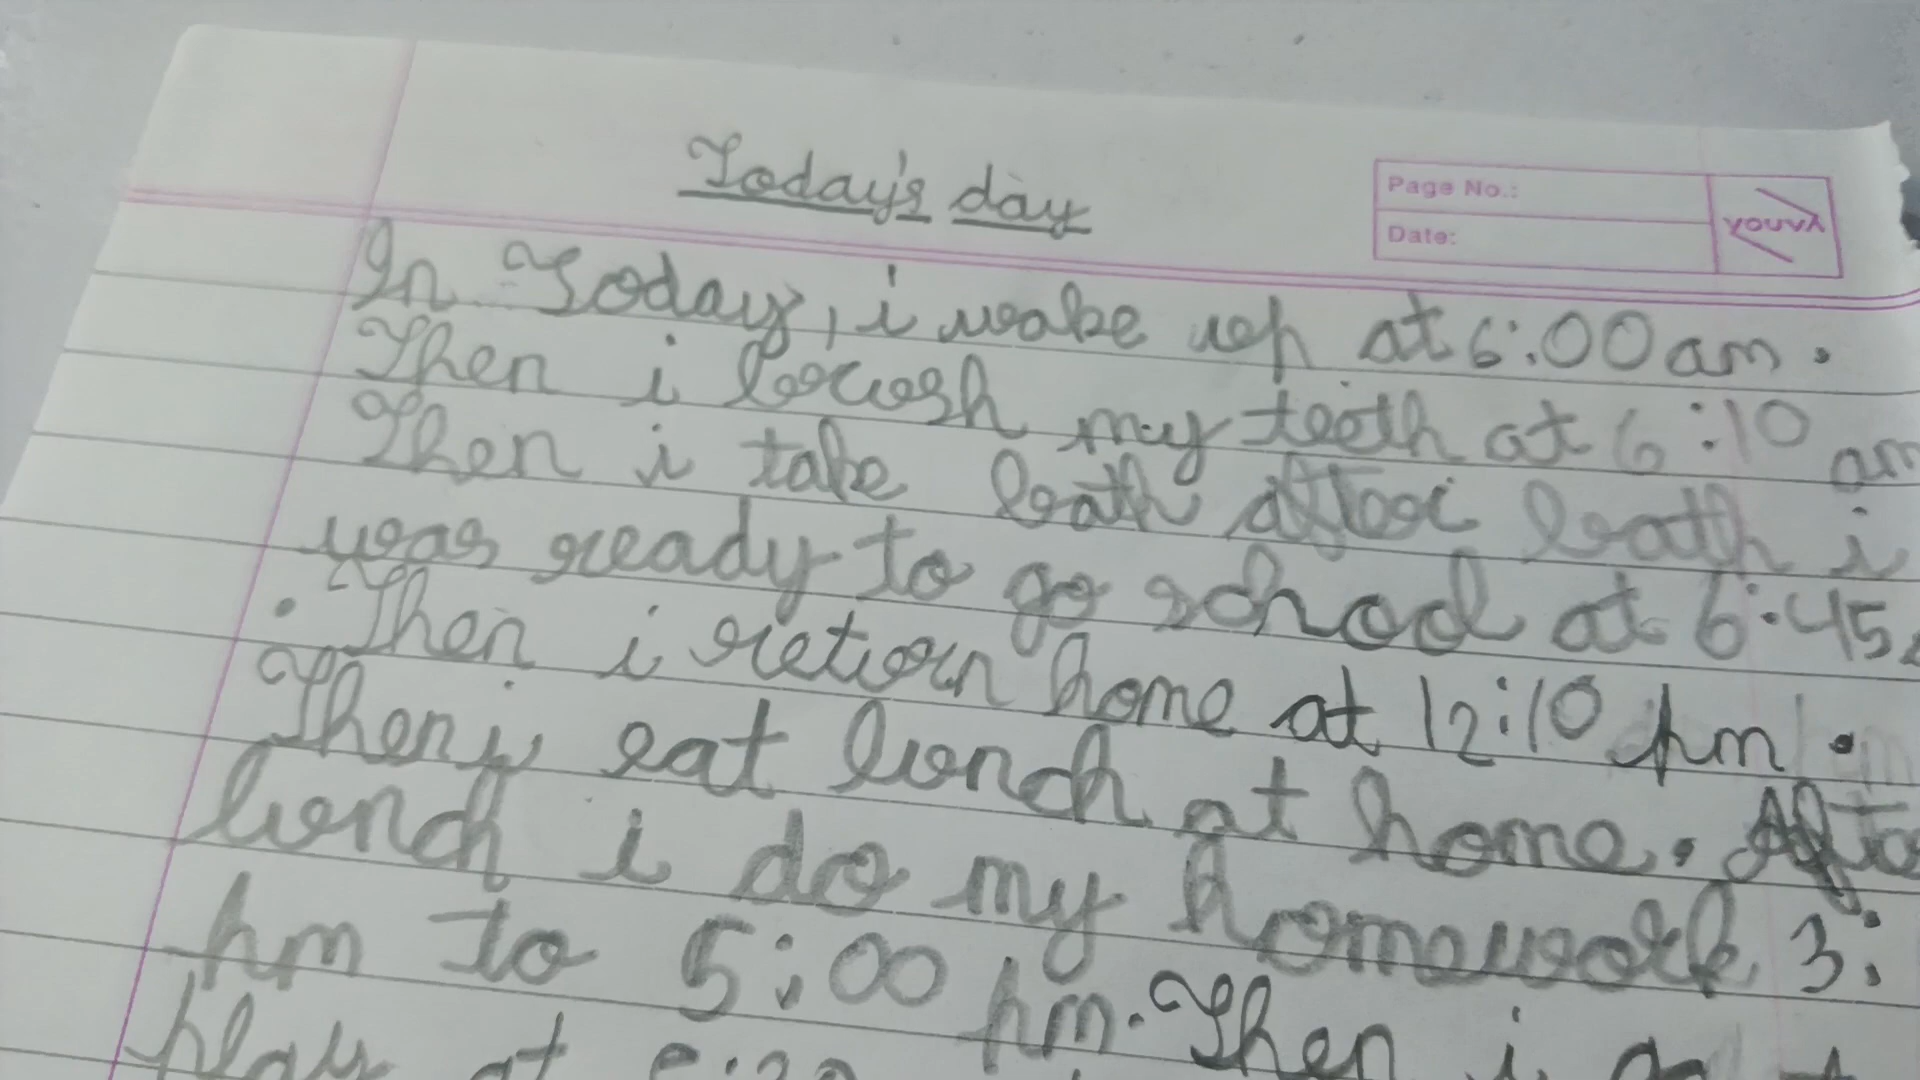 Today's day
Page No.:
Date:
YOUVA
In Today, i wake up at 6:00 am.
Then i brush my teeth at 6:10 am
Then i take bath after bath i
was ready to go school at 6:45
. Then i return home at 12:10 pm.
Then i eat lunch at home. Afte
lunch i do my homework 3:
pm to 5:00 pm. Then i
play at